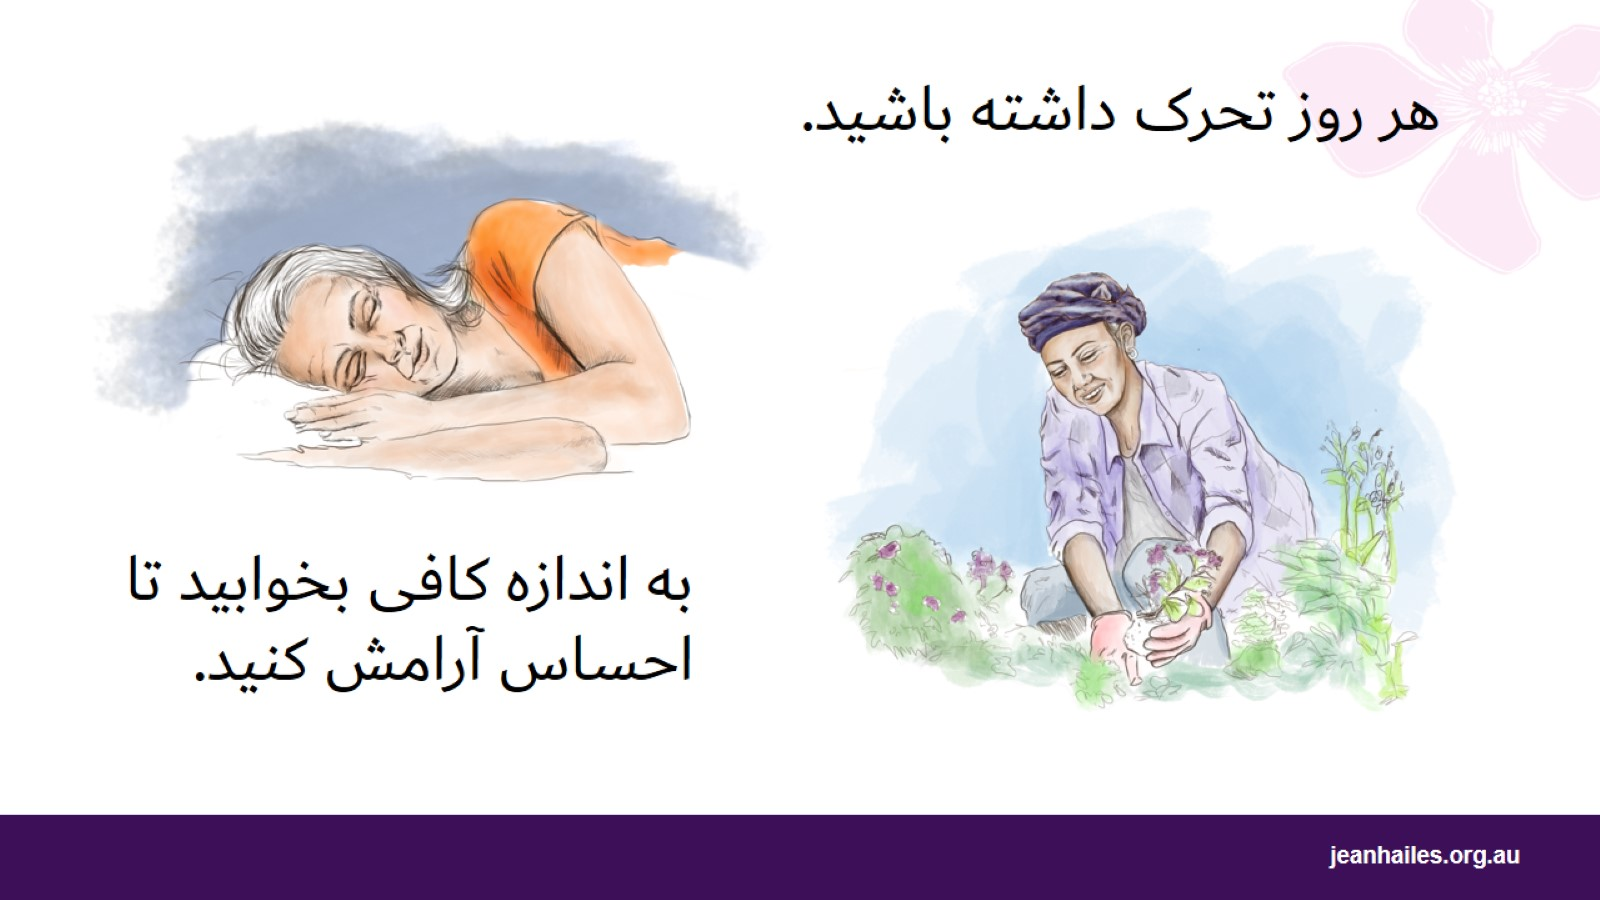 هر روز تحرک داشته باشید.
به اندازه کافی بخوابید تا
احساس آرامش کنید.
jeanhailes.org.au